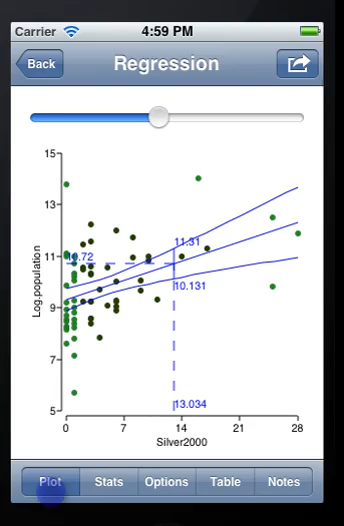 Carrier 4:59 PM
Back Regression
15
13
11
9
7
5
Log.population
11.31
10.72
10.131
13.034
0 7 14 21 28
Silver2000
Plot Stats Options Table Notes